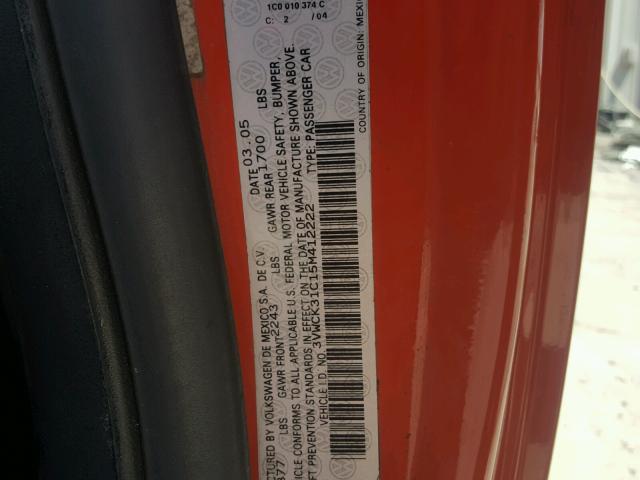 1C0 010 374 C
C: 2 /04
CTURED BY VOLKSWAGEN DE MEXICO S.A. DE C.V. DATE 03.05
377 LBS GAWR FRONT 2243 LBS GAWR REAR 1700 LBS
HICLE CONFORMS TO ALL APPLICABLE U.S. FEDERAL MOTOR VEHICLE SAFETY, BUMPER,
FT PREVENTION STANDARDS IN EFFECT ON THE DATE OF MANUFACTURE SHOWN ABOVE.
VEHICLE I.D. NO. 3VWCK31C15M412222 TYPE: PASSENGER CAR
COUNTRY OF ORIGIN: MEXI